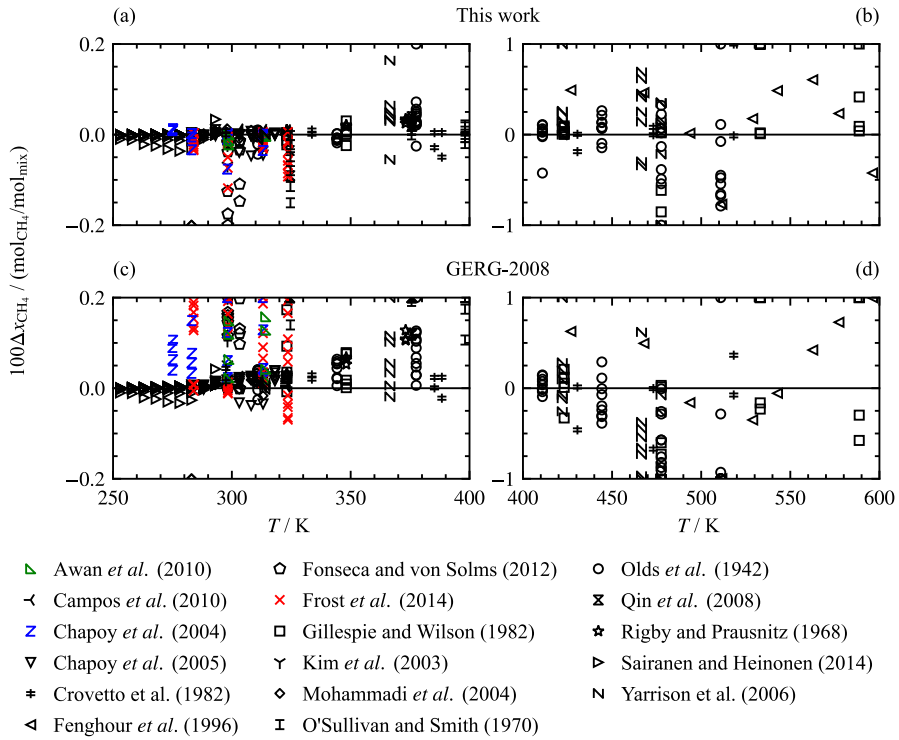 (a) This work (b)
0.2 1
0.0 0
−0.2 −1
(c) GERG-2008 (d)
0.2 1
0.0 0
−0.2 −1
250 300 350 400 400 450 500 550 600
T / K T / K
100Δx_CH₄ / (mol_CH₄/mol_mix)
Awan et al. (2010)
Campos et al. (2010)
Chapoy et al. (2004)
Chapoy et al. (2005)
Crovetto et al. (1982)
Fenghour et al. (1996)
Fonseca and von Solms (2012)
Frost et al. (2014)
Gillespie and Wilson (1982)
Kim et al. (2003)
Mohammadi et al. (2004)
O'Sullivan and Smith (1970)
Olds et al. (1942)
Qin et al. (2008)
Rigby and Prausnitz (1968)
Sairanen and Heinonen (2014)
Yarrison et al. (2006)